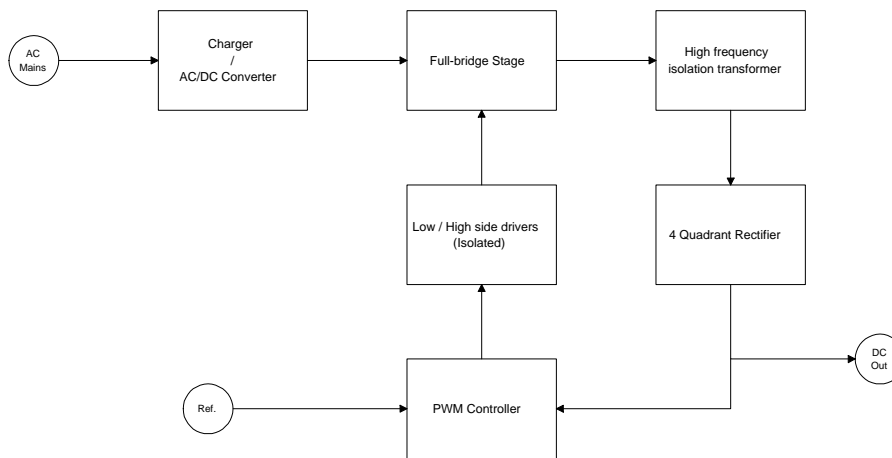 AC
Mains
Charger
/
AC/DC Converter
Full-bridge Stage
High frequency
isolation transformer
Low / High side drivers
(Isolated)
4 Quadrant Rectifier
DC
Out
Ref.
PWM Controller